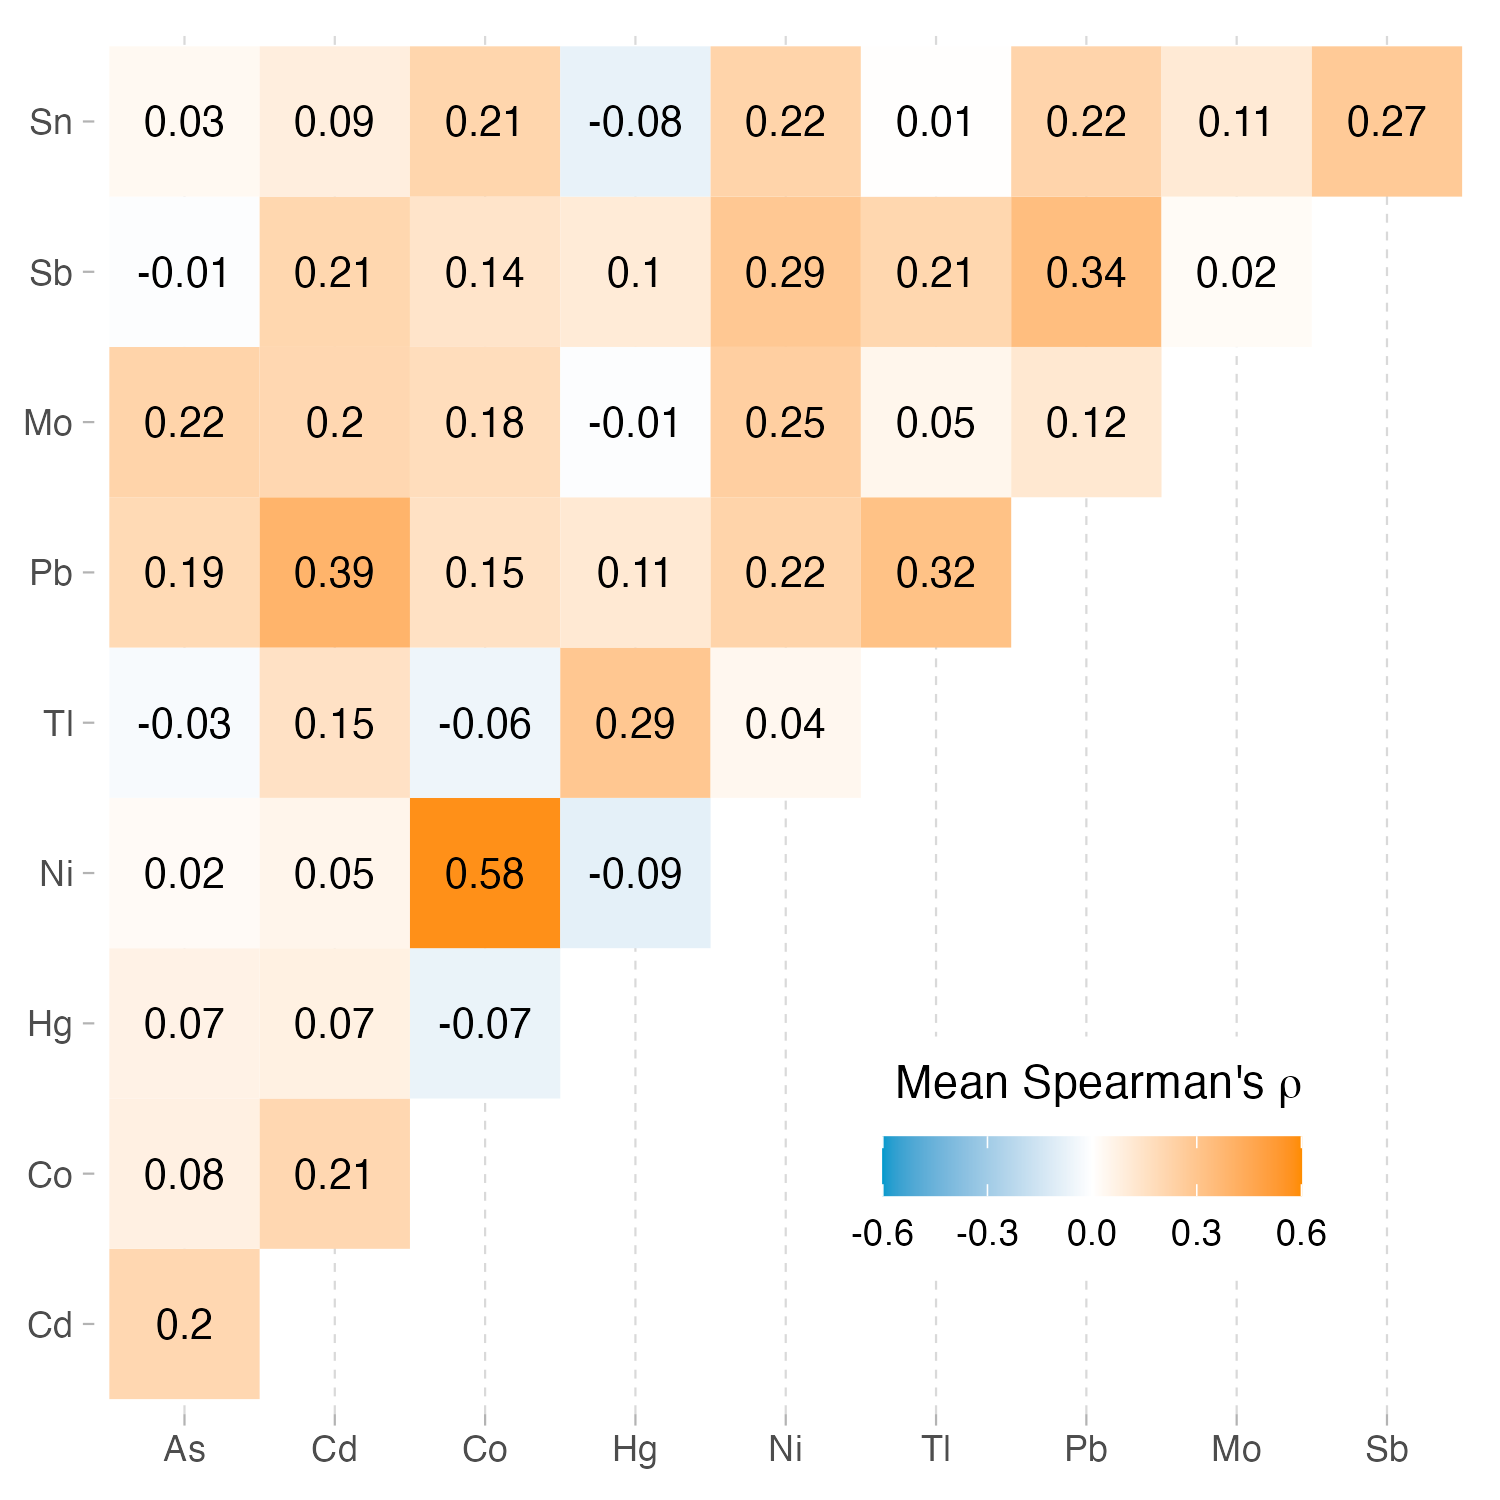 Sn 0.03 0.09 0.21 -0.08 0.22 0.01 0.22 0.11 0.27
Sb -0.01 0.21 0.14 0.1 0.29 0.21 0.34 0.02
Mo 0.22 0.2 0.18 -0.01 0.25 0.05 0.12
Pb 0.19 0.39 0.15 0.11 0.22 0.32
Tl -0.03 0.15 -0.06 0.29 0.04
Ni 0.02 0.05 0.58 -0.09
Hg 0.07 0.07 -0.07
Co 0.08 0.21
Cd 0.2
As Cd Co Hg Ni Tl Pb Mo Sb
Mean Spearman's ρ
-0.6 -0.3 0.0 0.3 0.6